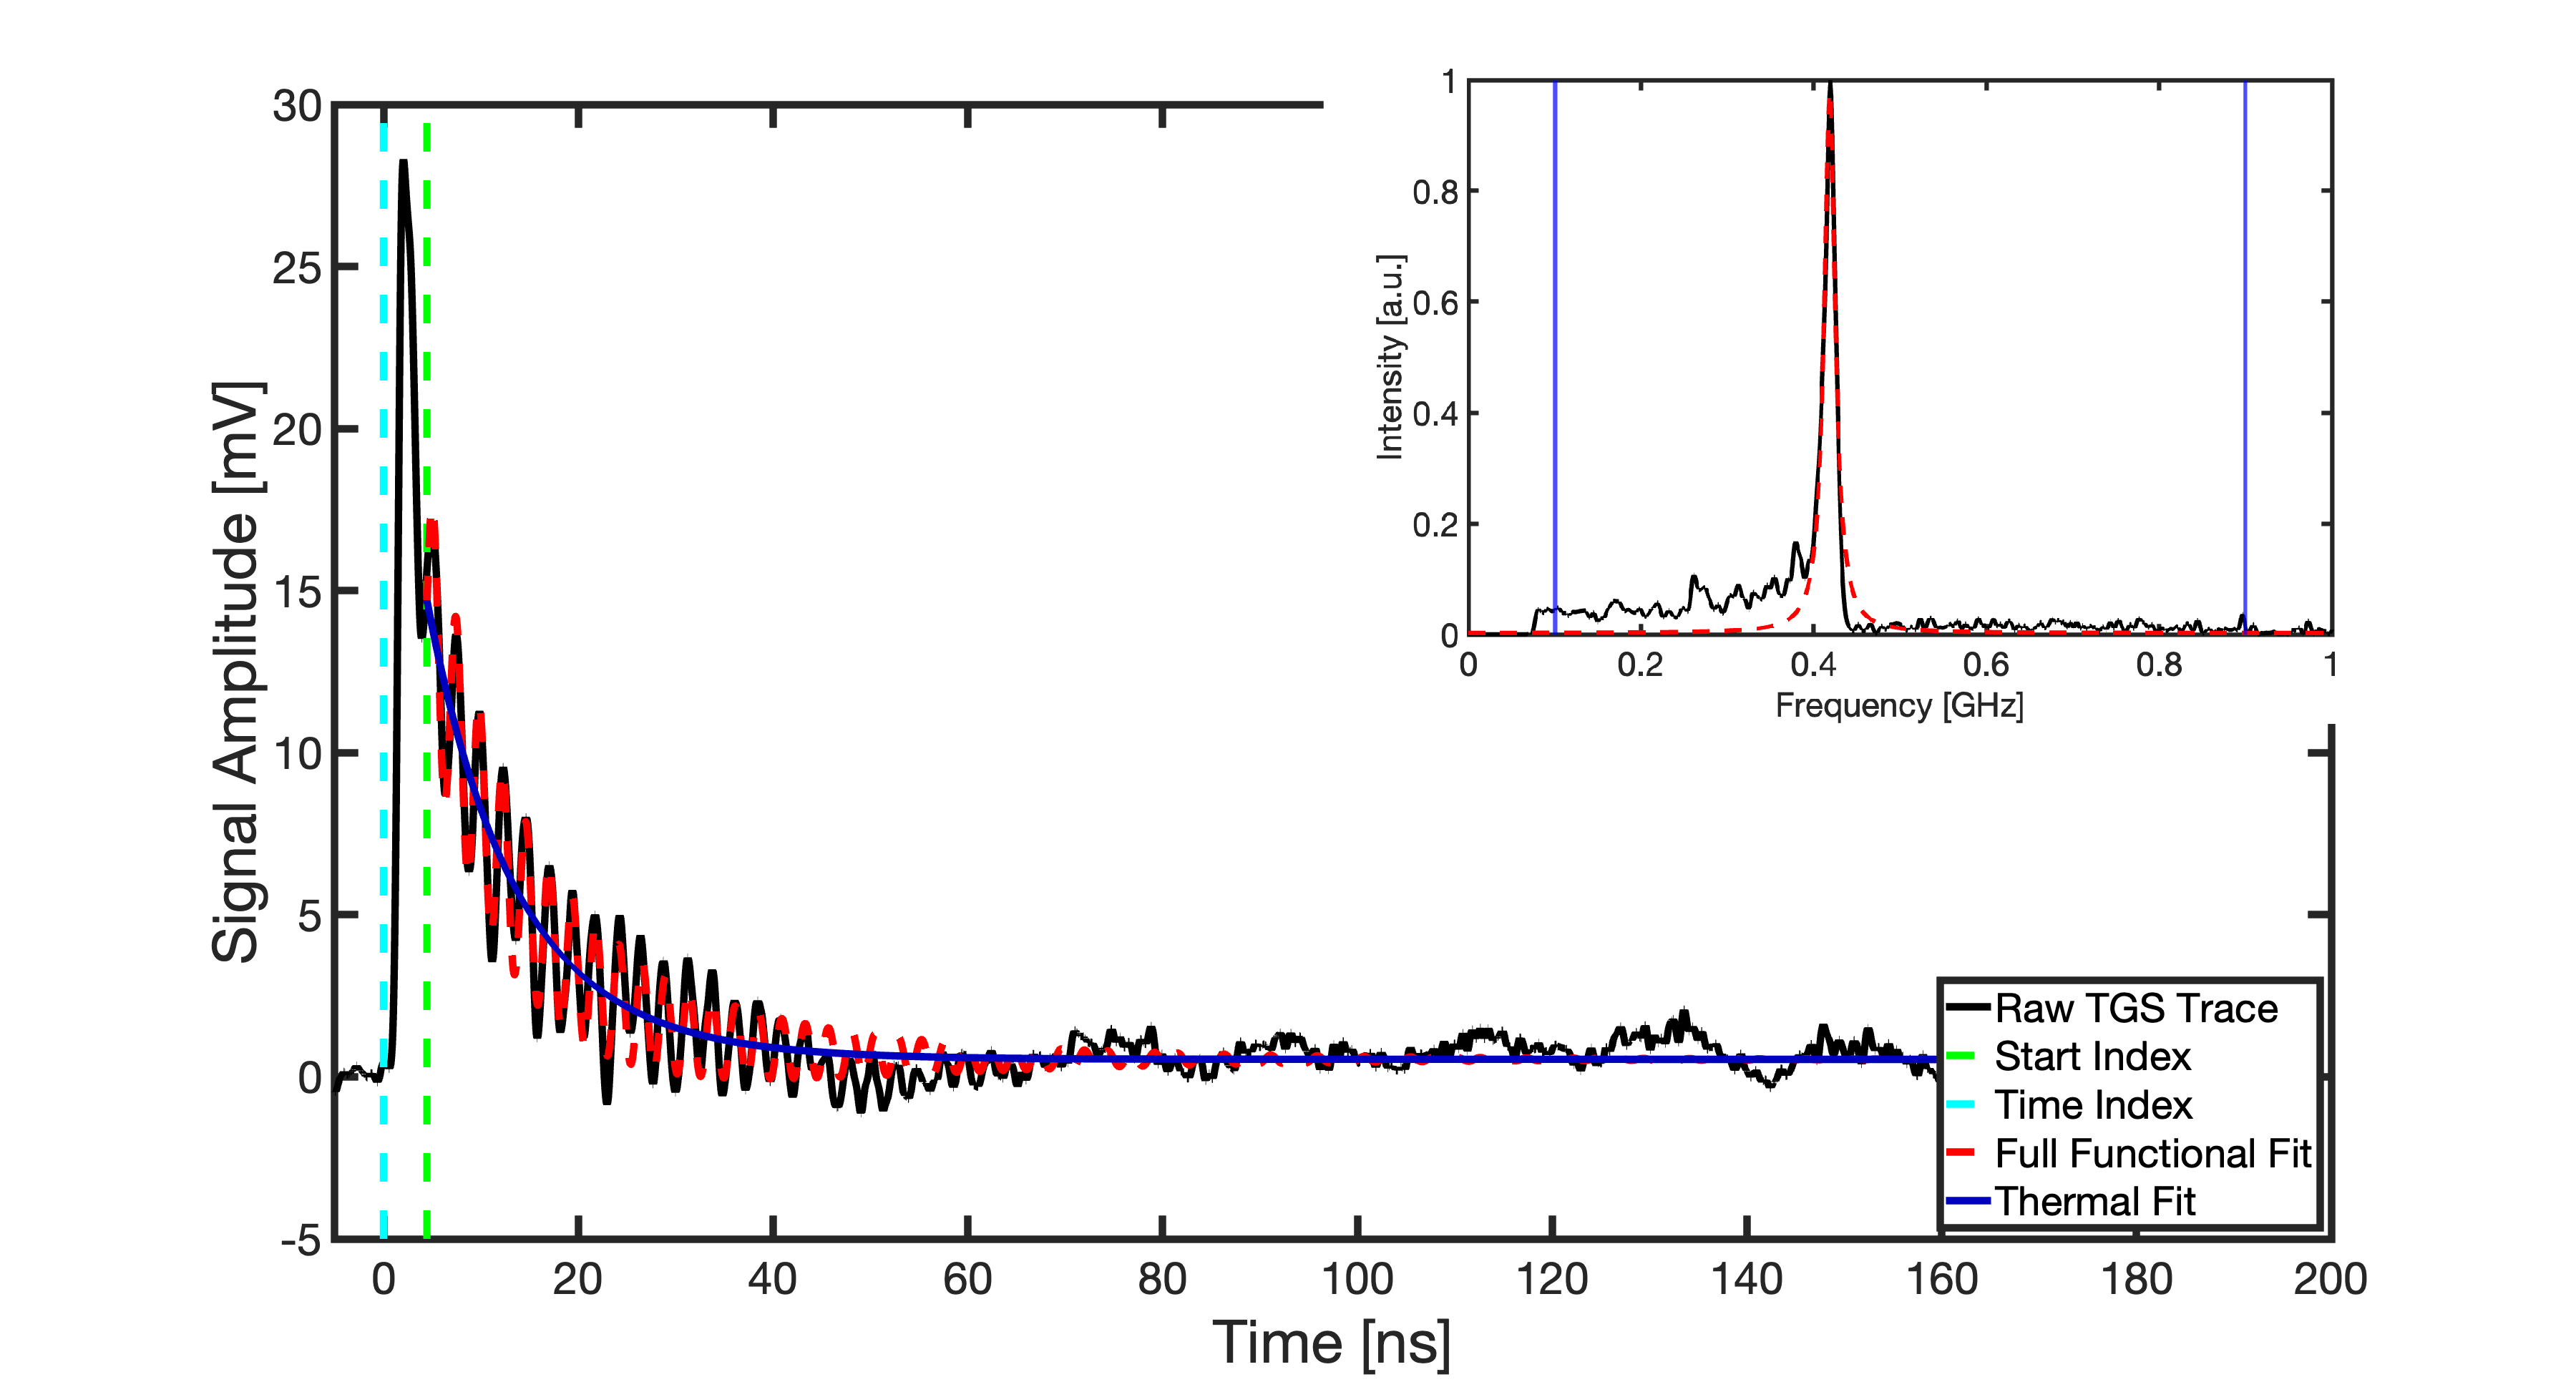 Signal Amplitude [mV]
30
25
20
15
10
5
0
-5
0 20 40 60 80 100 120 140 160 180 200
Time [ns]
Intensity [a.u.]
1
0.8
0.6
0.4
0.2
0
0 0.2 0.4 0.6 0.8 1
Frequency [GHz]
Raw TGS Trace
Start Index
Time Index
Full Functional Fit
Thermal Fit